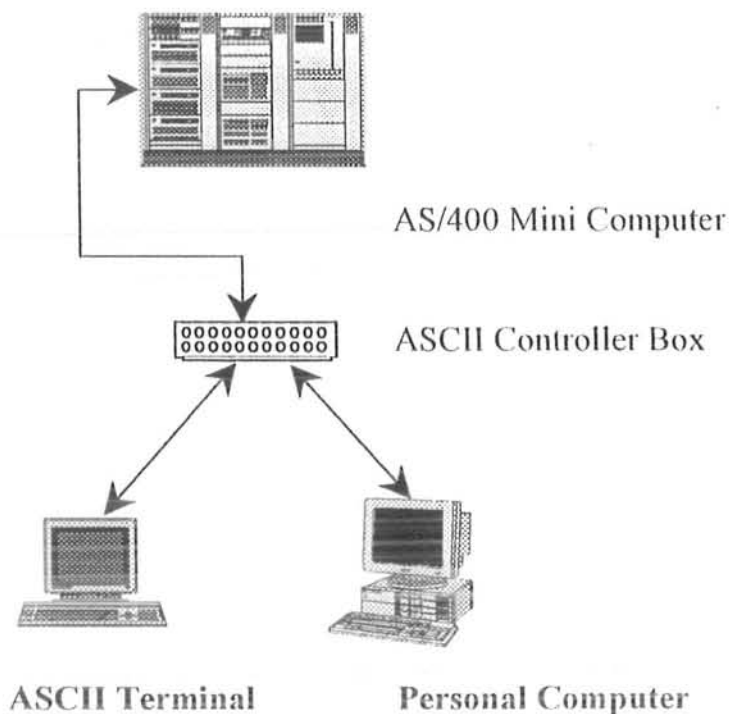 AS/400 Mini Computer
ASCII Controller Box
ASCII Terminal
Personal Computer